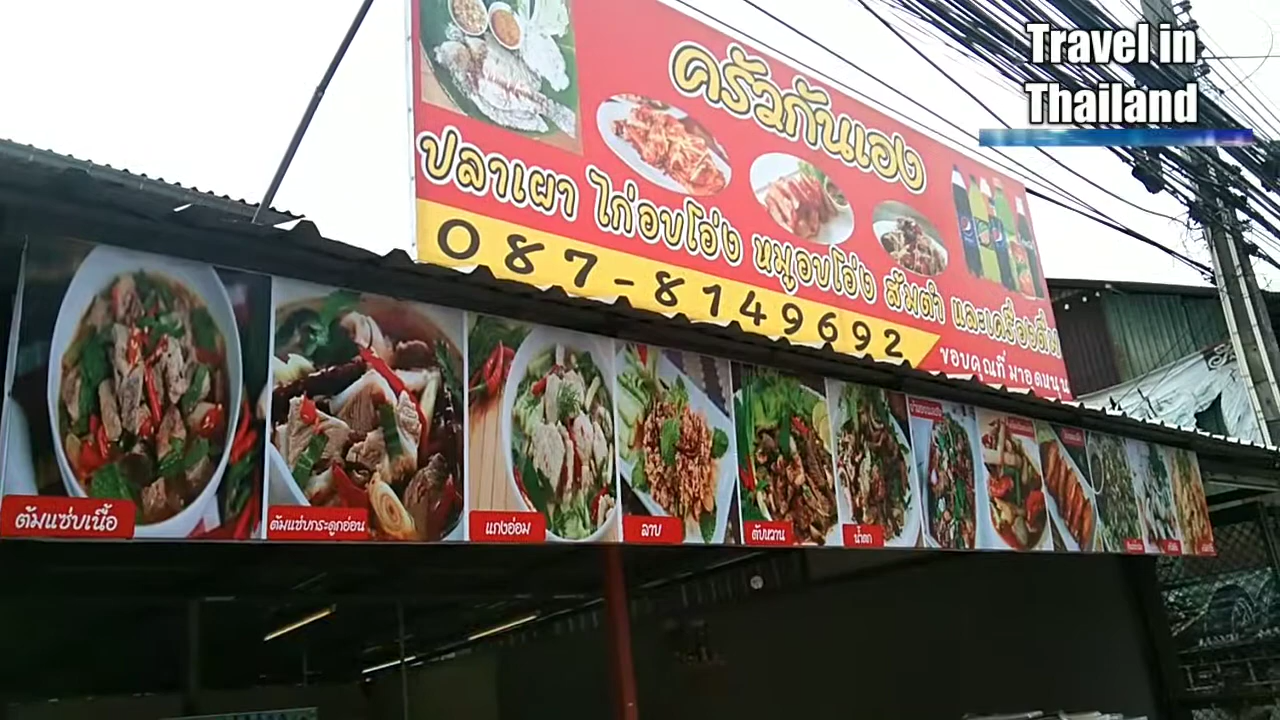 Travel in
Thailand
ครัวกันเอง
ปลาเผา ไก่อบโอ่ง หมูอบโอ่ง ส้มตำ และเครื่องดื่ม
087-8149692
ขอบคุณที่มาอุดหนุน
ต้มแซ่บเนื้อ
ต้มแซ่บกระดูกอ่อน
แกงอ่อม
ลาบ
ตับหวาน
น้ำตก